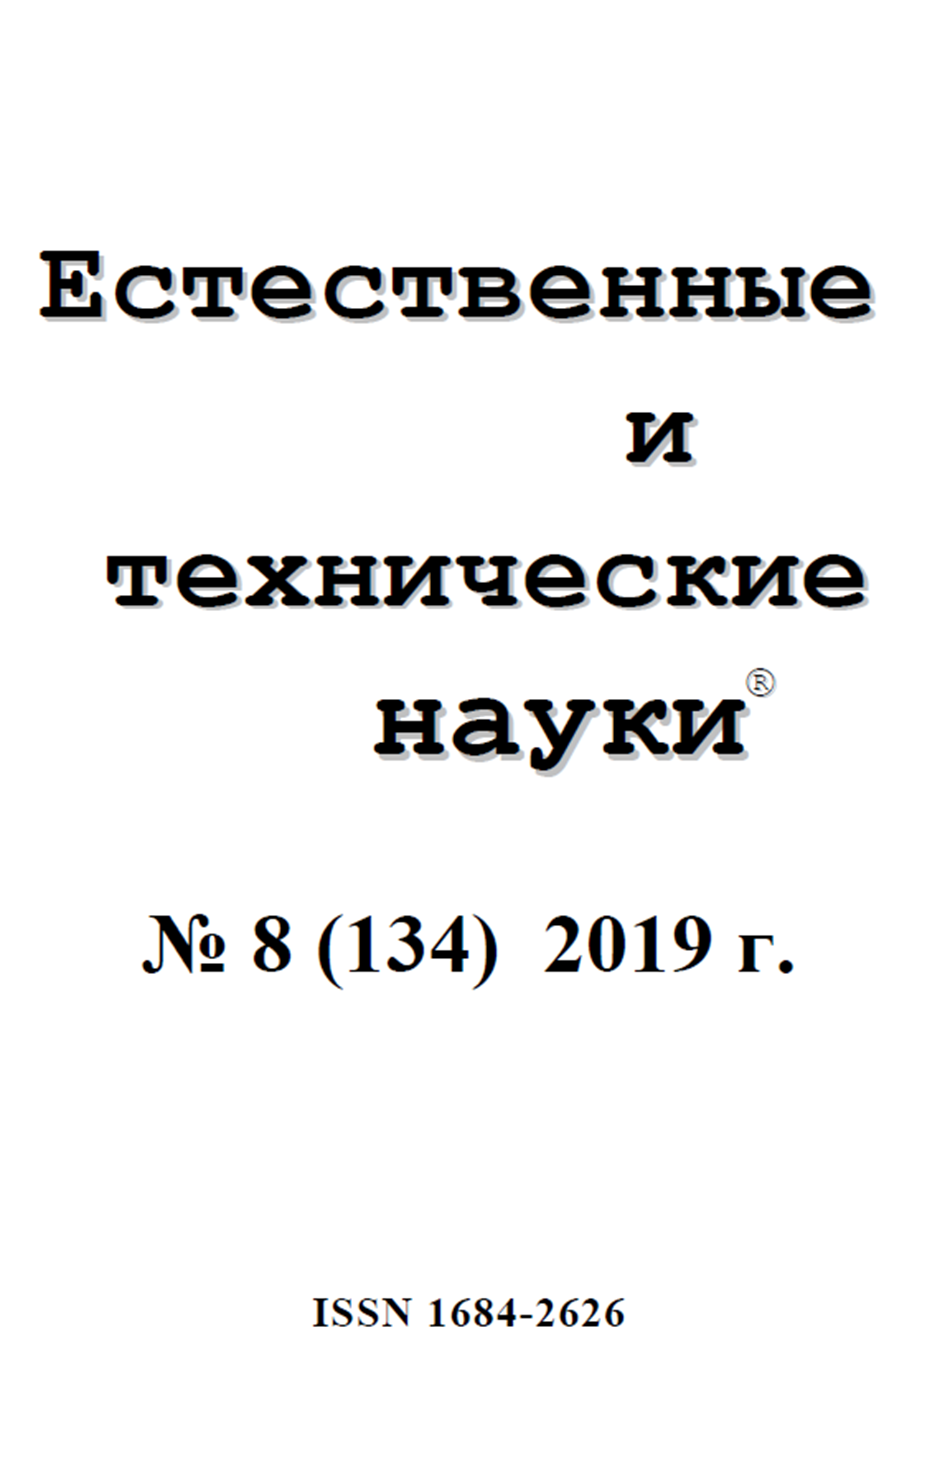 Естественные
и
технические
науки®
№ 8 (134) 2019 г.
ISSN 1684-2626